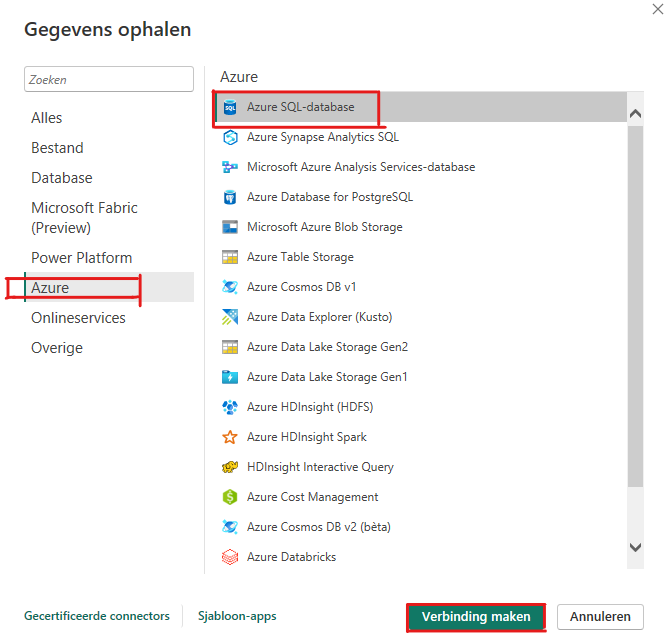 Gegevens ophalen
Zoeken
Alles
Bestand
Database
Microsoft Fabric
(Preview)
Power Platform
Azure
Onlineservices
Overige
Azure
Azure SQL-database
Azure Synapse Analytics SQL
Microsoft Azure Analysis Services-database
Azure Database for PostgreSQL
Microsoft Azure Blob Storage
Azure Table Storage
Azure Cosmos DB v1
Azure Data Explorer (Kusto)
Azure Data Lake Storage Gen2
Azure Data Lake Storage Gen1
Azure HDInsight (HDFS)
Azure HDInsight Spark
HDInsight Interactive Query
Azure Cost Management
Azure Cosmos DB v2 (bèta)
Azure Databricks
Gecertificeerde connectors
Sjabloon-apps
Verbinding maken
Annuleren